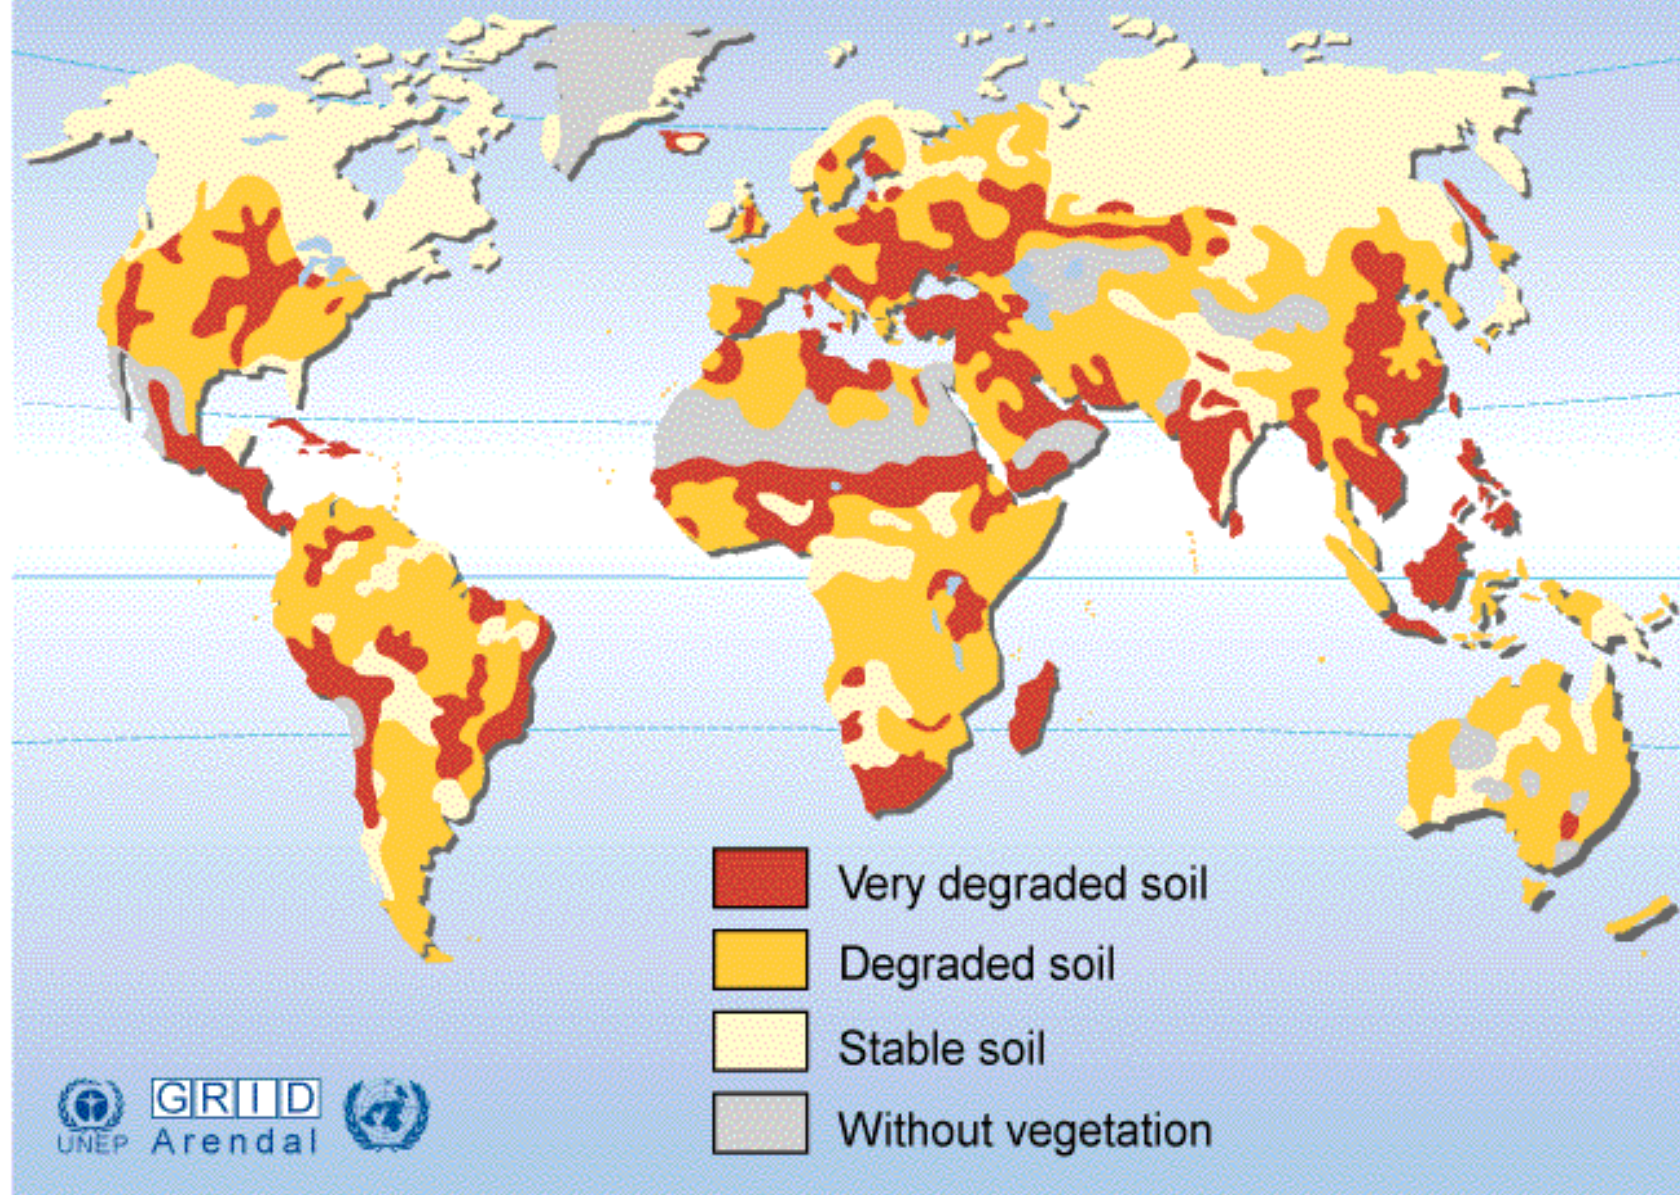 Very degraded soil
Degraded soil
Stable soil
Without vegetation
GRID
UNEP Arendal